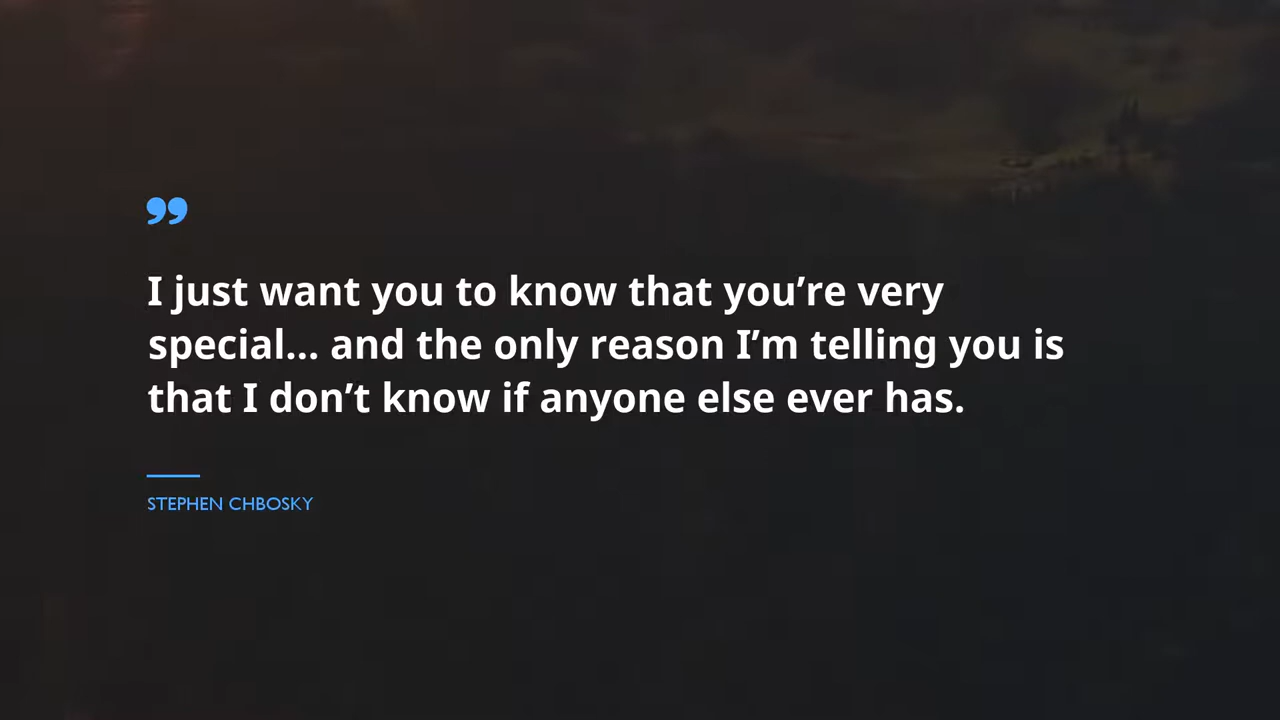 ”
I just want you to know that you’re very
special... and the only reason I’m telling you is
that I don’t know if anyone else ever has.
STEPHEN CHBOSKY